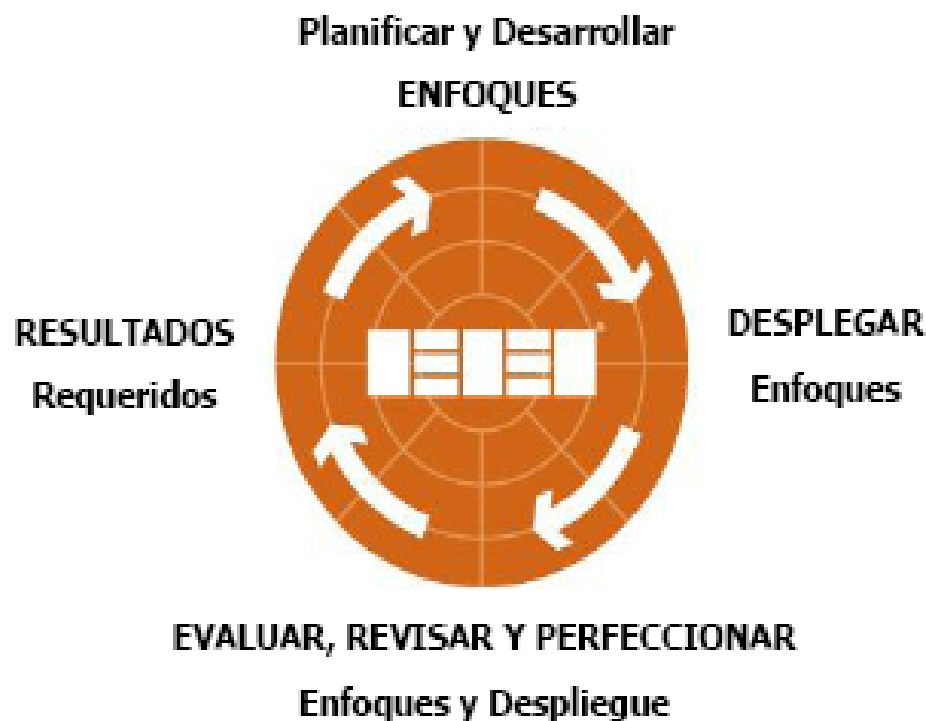 Planificar y Desarrollar
ENFOQUES
RESULTADOS
Requeridos
DESPLEGAR
Enfoques
EVALUAR, REVISAR Y PERFECCIONAR
Enfoques y Despliegue